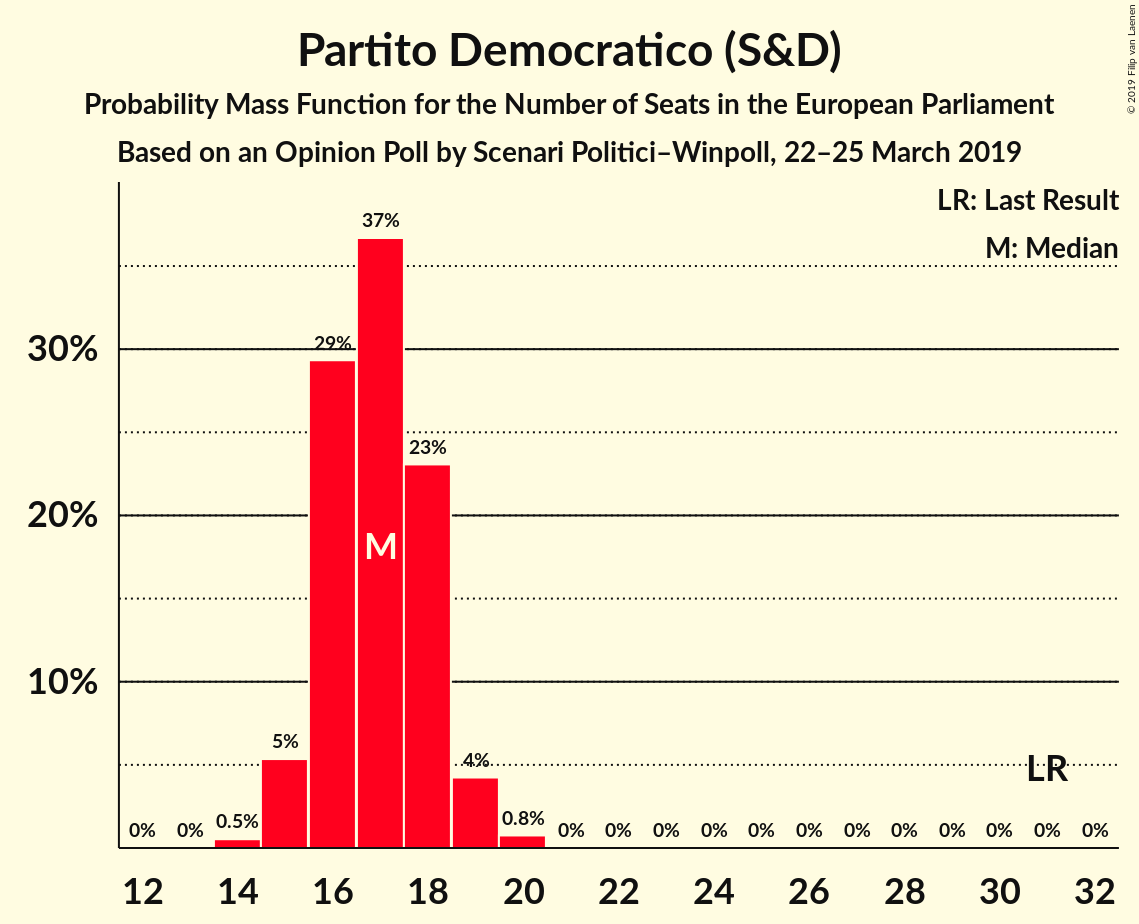 Partito Democratico (S&D)
Probability Mass Function for the Number of Seats in the European Parliament
Based on an Opinion Poll by Scenari Politici–Winpoll, 22–25 March 2019
© 2019 Filip van Laenen
LR: Last Result
M: Median
30%
20%
10%
0% 0% 0.5% 5% 29% 37% 23% 4% 0.8% 0% 0% 0% 0% 0% 0% 0% 0% 0% 0% 0% 0%
M
LR
12 14 16 18 20 22 24 26 28 30 32